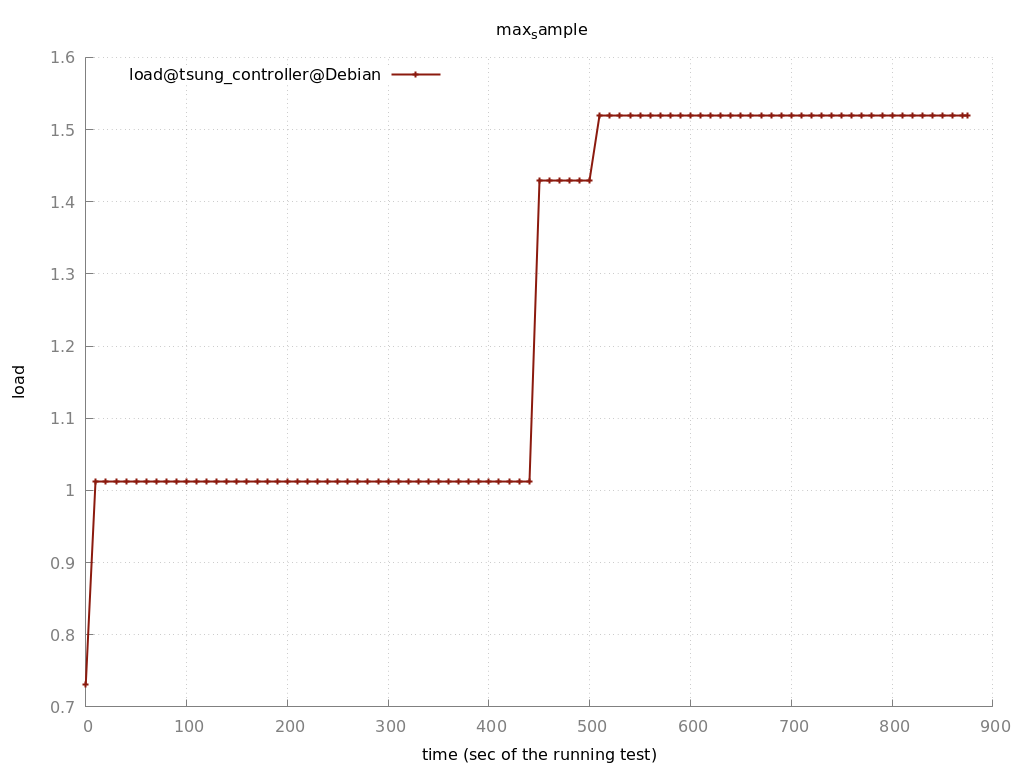 max_sample
load@tsung_controller@Debian
1.6
1.5
1.4
1.3
1.2
1.1
1
0.9
0.8
0.7
load
0 100 200 300 400 500 600 700 800 900
time (sec of the running test)